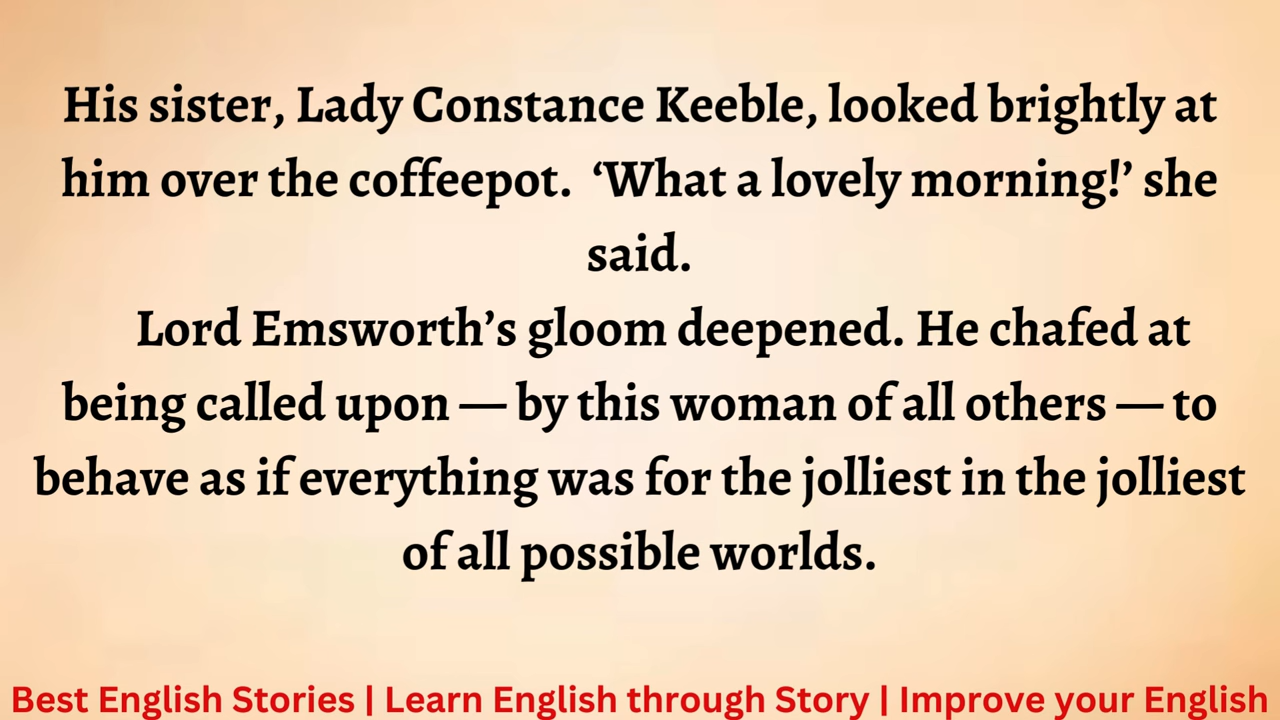 His sister, Lady Constance Keeble, looked brightly at
him over the coffeepot.  ‘What a lovely morning!’ she
said.
Lord Emsworth’s gloom deepened. He chafed at
being called upon — by this woman of all others — to
behave as if everything was for the jolliest in the jolliest
of all possible worlds.
Best English Stories | Learn English through Story | Improve your English